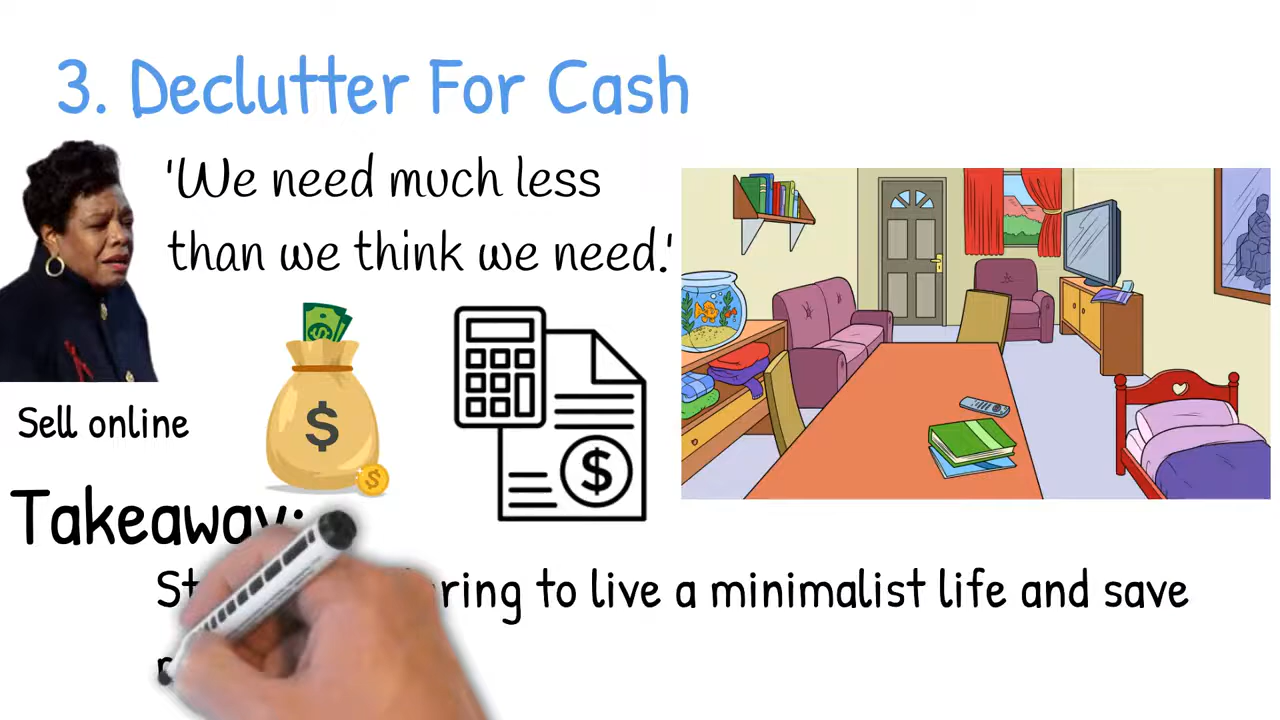 3. Declutter For Cash
'We need much less
than we think we need.'
Sell online
Takeaway:
to live a minimalist life and save